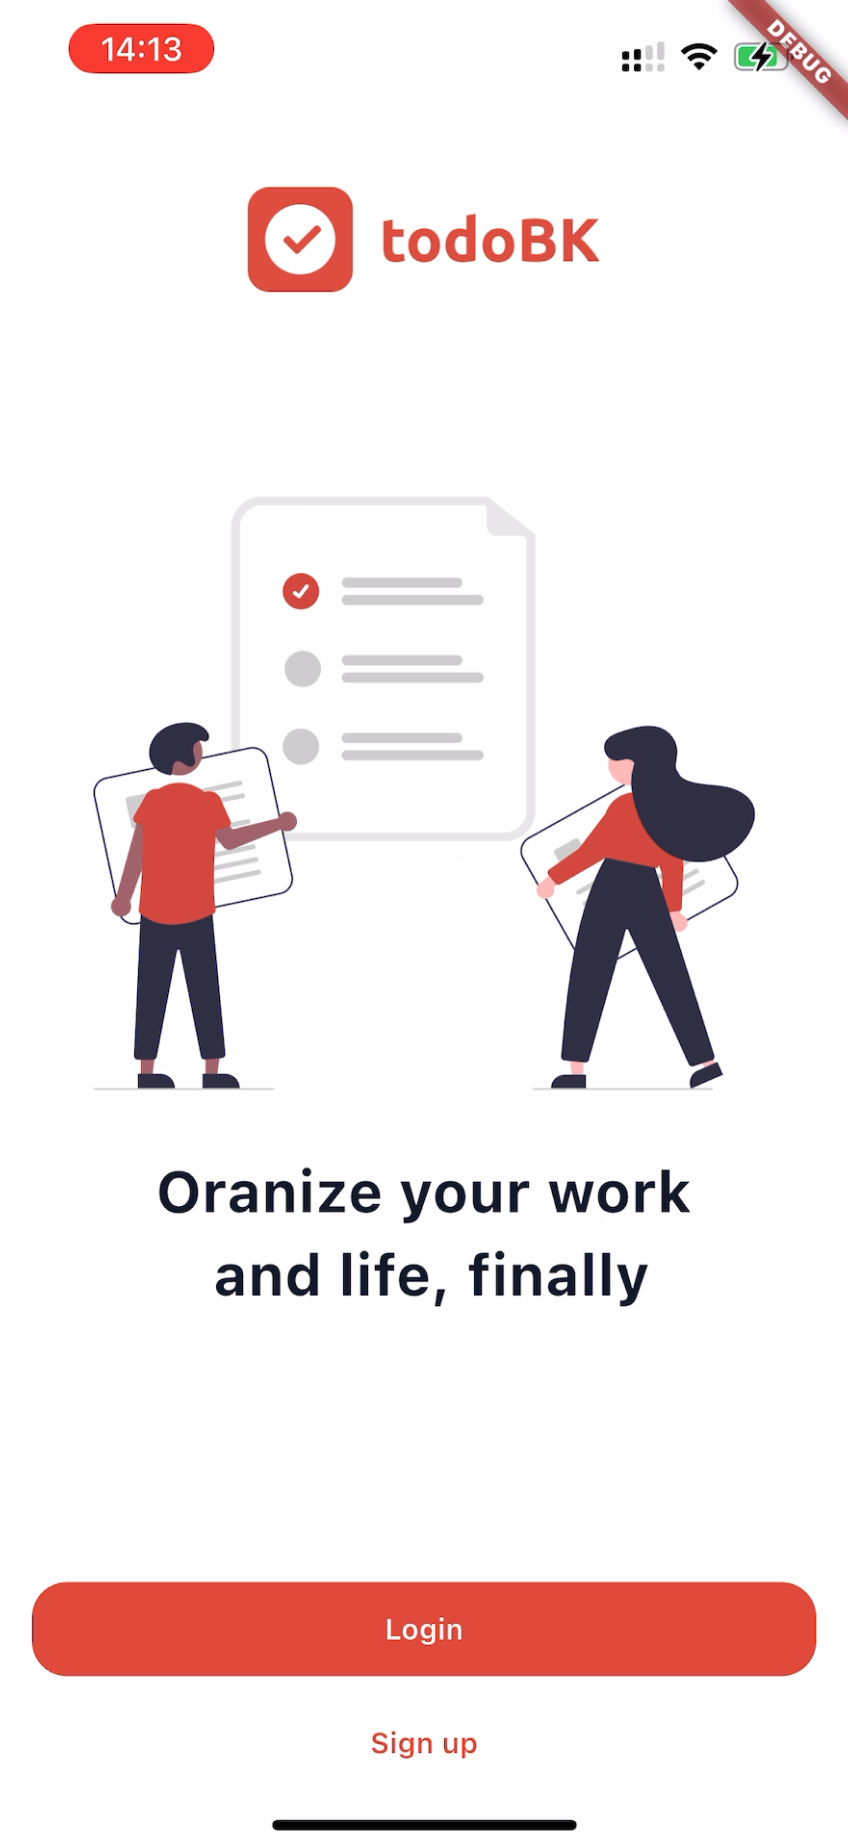 14:13
DEBUG
todoBK
Oranize your work
and life, finally
Login
Sign up